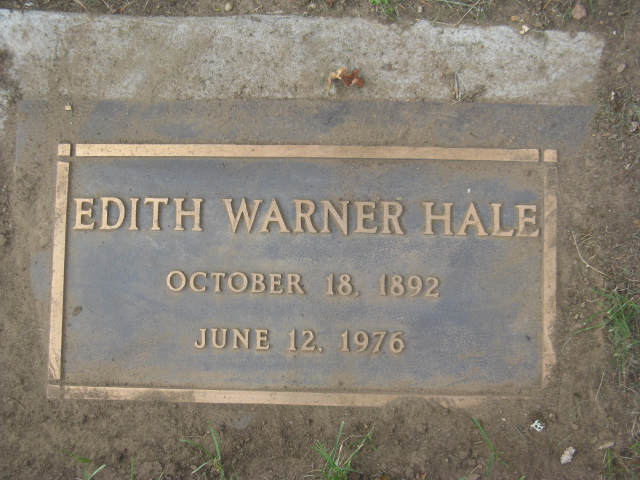 EDITH WARNER HALE
OCTOBER 18, 1892
JUNE 12, 1976